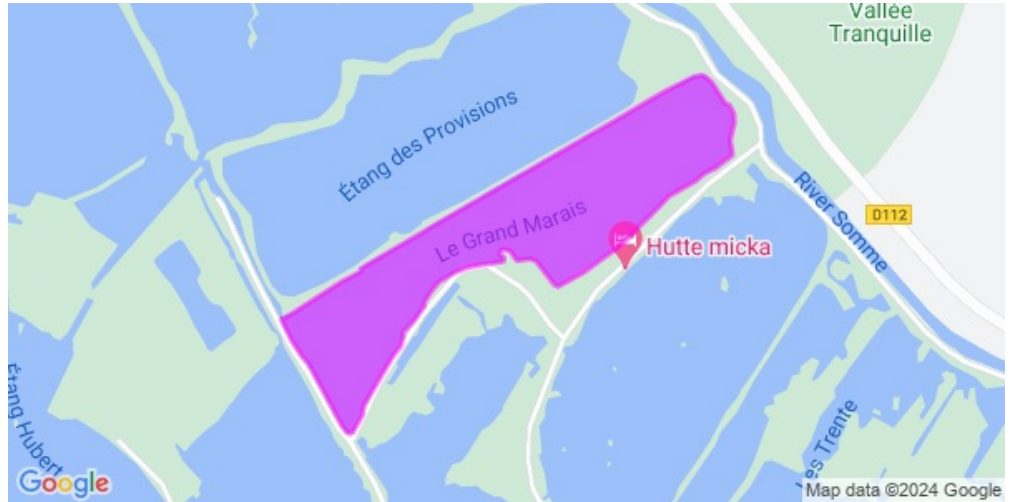 Vallée
Tranquille
Étang des Provisions
River Somme
D112
Le Grand Marais
Hutte micka
Étang Hubert
Les Trente
Google
Map data ©2024 Google